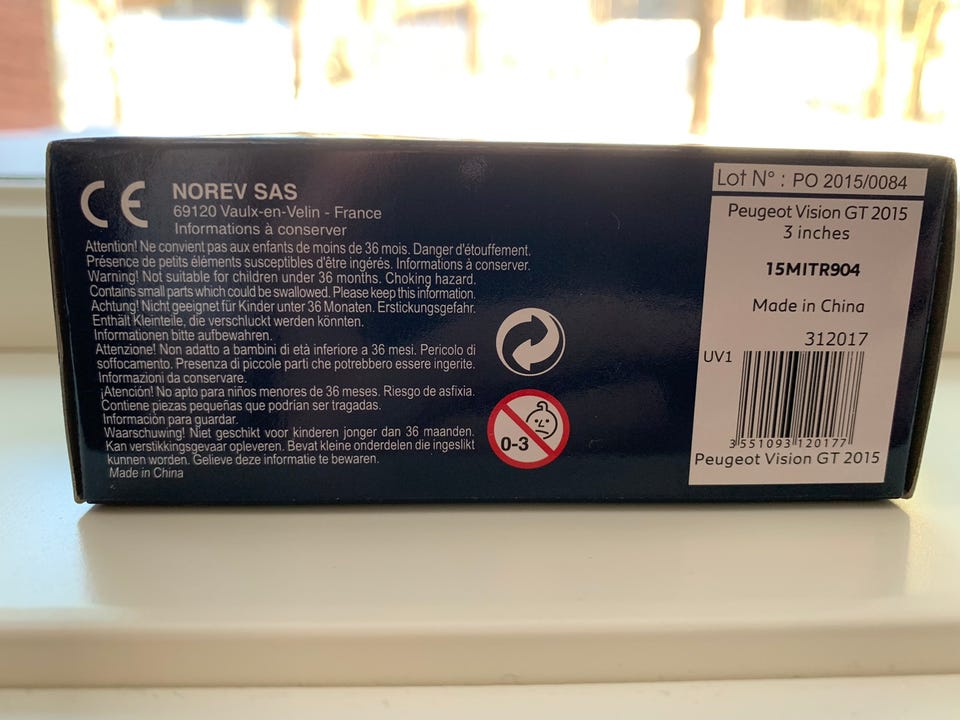 CE
NOREV SAS
69120 Vaulx-en-Velin - France
Informations à conserver
Attention! Ne convient pas aux enfants de moins de 36 mois. Danger d'étouffement.
Présence de petits éléments susceptibles d'être ingérés. Informations à conserver.
Warning! Not suitable for children under 36 months. Choking hazard.
Contains small parts which could be swallowed. Please keep this information.
Achtung! Nicht geeignet für Kinder unter 36 Monaten. Erstickungsgefahr.
Enthält Kleinteile, die verschluckt werden könnten.
Informationen bitte aufbewahren.
Attenzione! Non adatto a bambini di età inferiore a 36 mesi. Pericolo di
soffocamento. Presenza di piccole parti che potrebbero essere ingerite.
Informazioni da conservare.
¡Atención! No apto para niños menores de 36 meses. Riesgo de asfixia.
Contiene piezas pequeñas que podrían ser tragadas.
Información para guardar.
Waarschuwing! Niet geschikt voor kinderen jonger dan 36 maanden.
Kan verstikkingsgevaar opleveren. Bevat kleine onderdelen die ingeslikt
kunnen worden. Gelieve deze informatie te bewaren.
Made in China
0-3
Lot N° : PO 2015/0084
Peugeot Vision GT 2015
3 inches
15MITR904
Made in China
312017
UV1
3 551093 120177
Peugeot Vision GT 2015